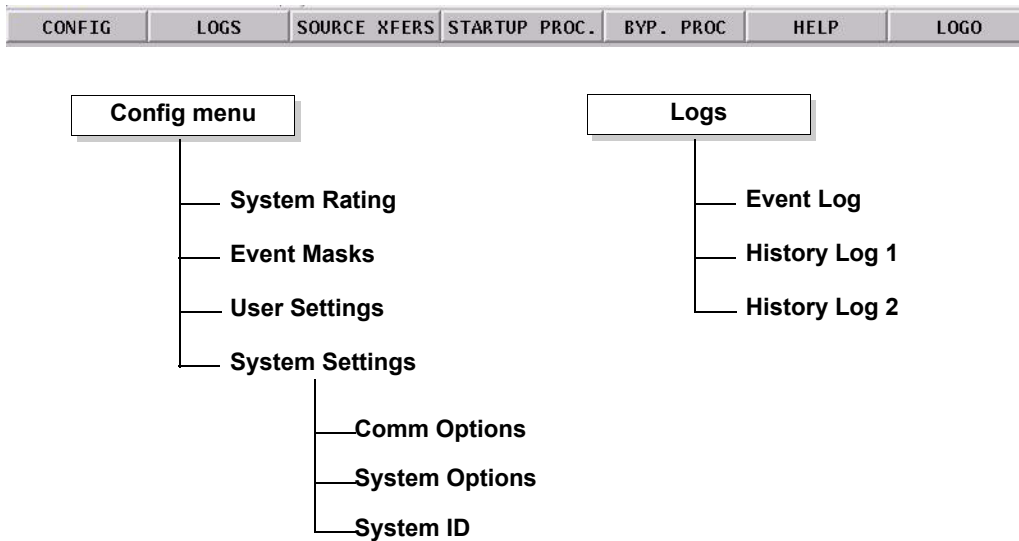 CONFIG LOGS SOURCE XFERS STARTUP PROC. BYP. PROC HELP LOGO
Config menu
System Rating
Event Masks
User Settings
System Settings
Comm Options
System Options
System ID
Logs
Event Log
History Log 1
History Log 2